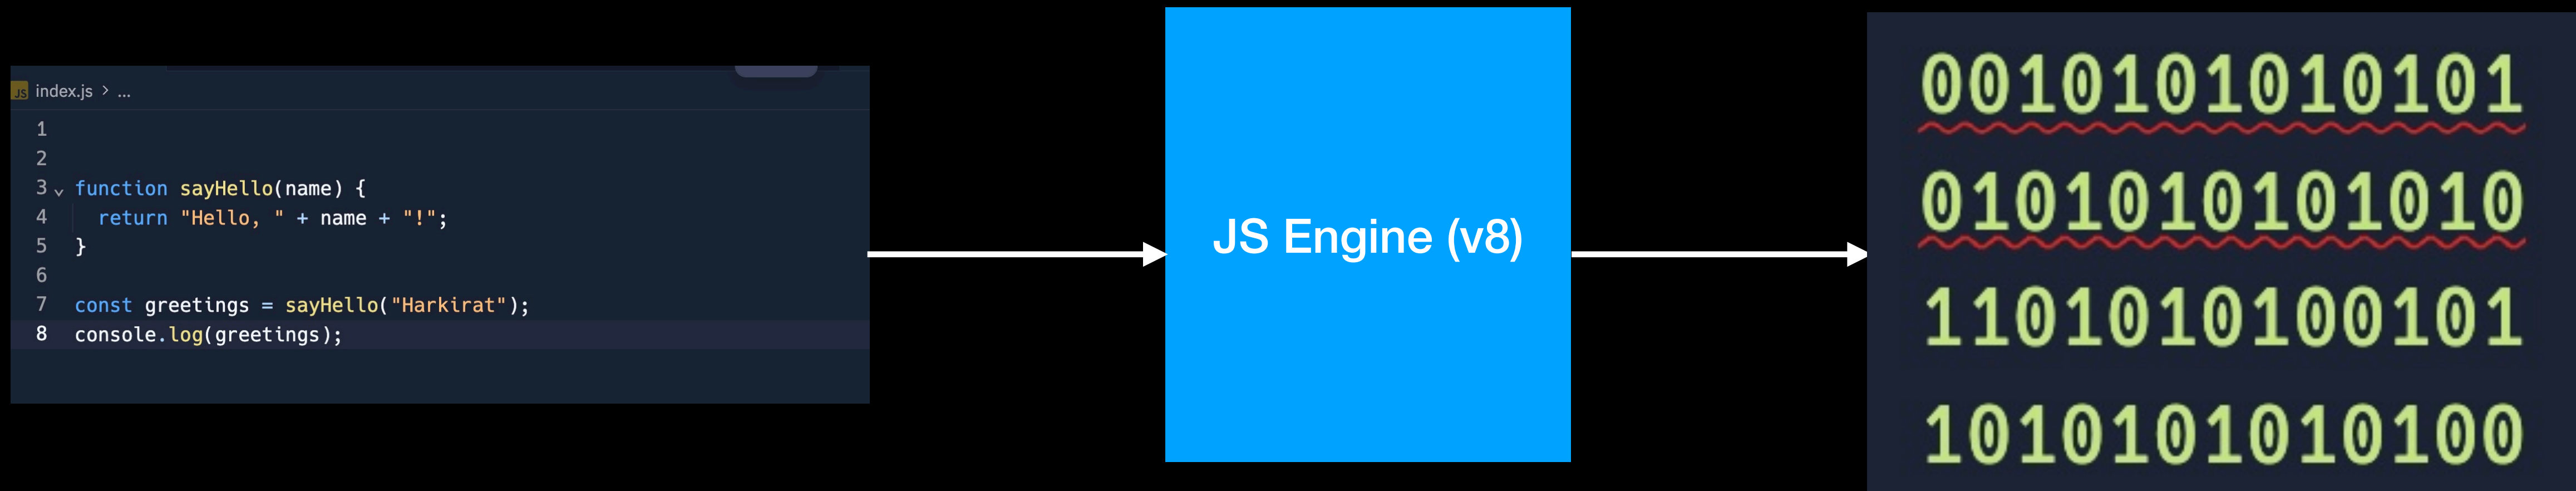 JS index.js > ...
1
2
3 function sayHello(name) {
4 return "Hello, " + name + "!";
5 }
6
7 const greetings = sayHello("Harkirat");
8 console.log(greetings);
JS Engine (v8)
0010101010101
0101010101010
1101010100101
1010101010100